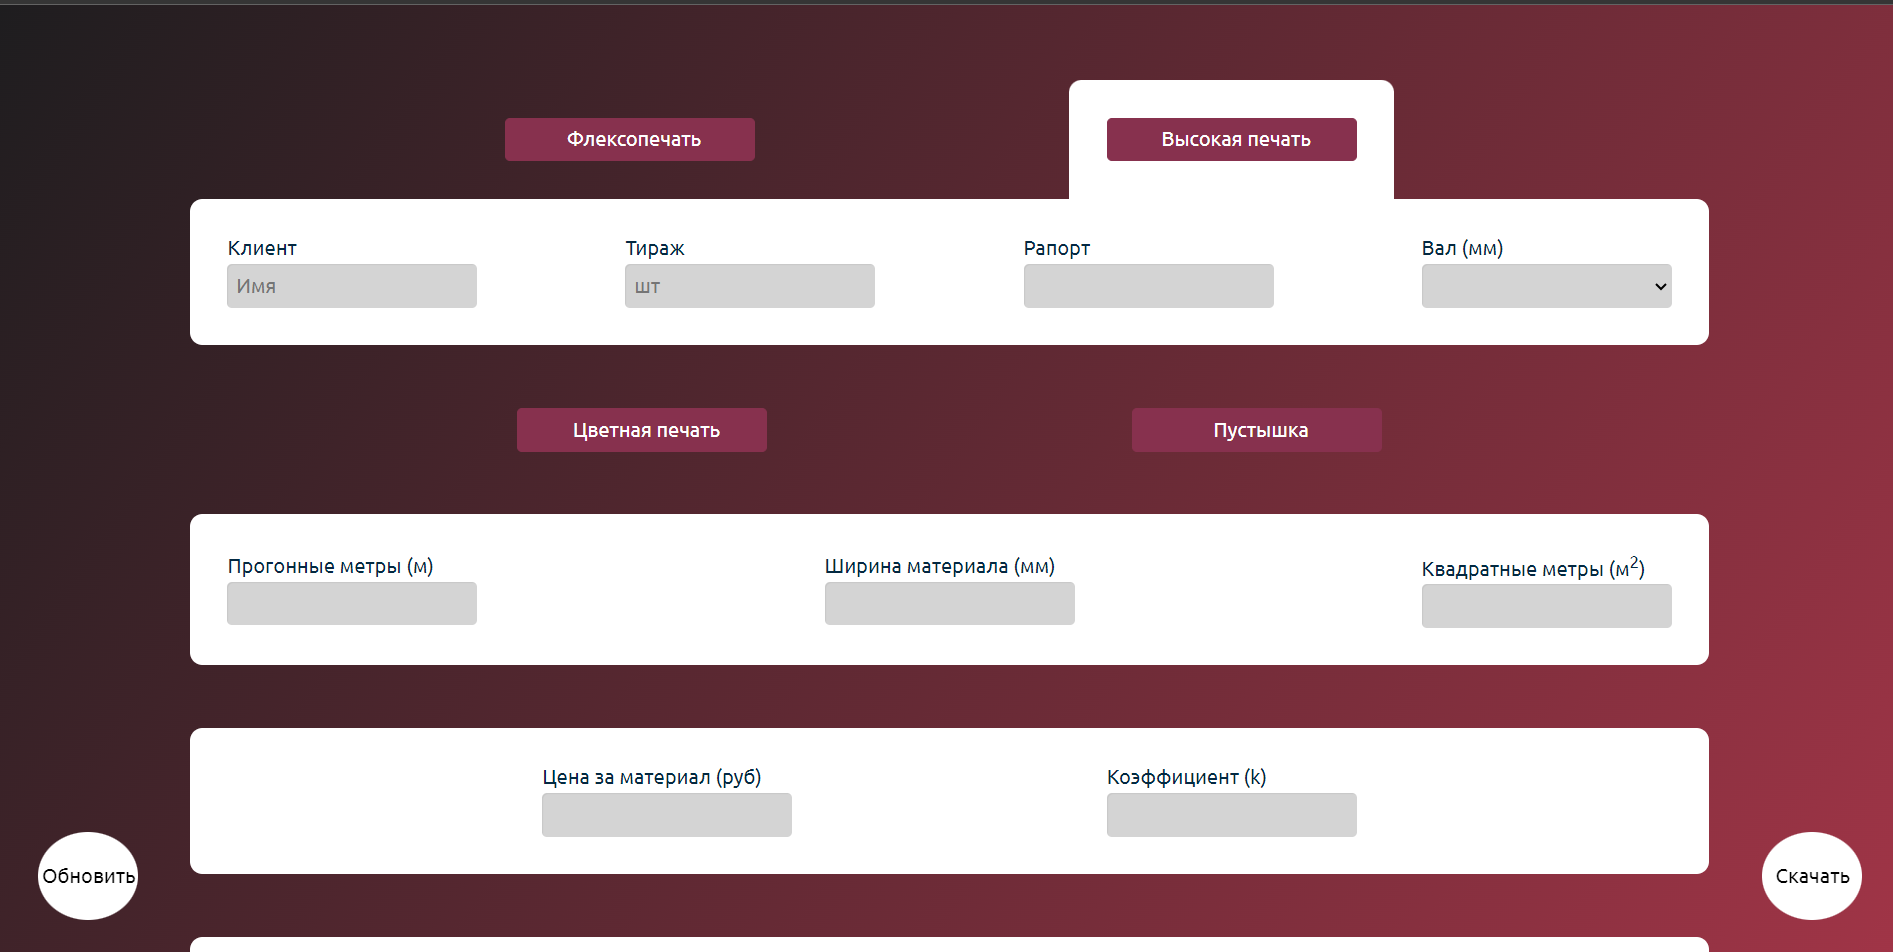 Флексопечать
Высокая печать
Клиент
Тираж
Рапорт
Вал (мм)
Имя
шт
Цветная печать
Пустышка
Прогонные метры (м)
Ширина материала (мм)
Квадратные метры (м²)
Цена за материал (руб)
Коэффициент (k)
Обновить
Скачать